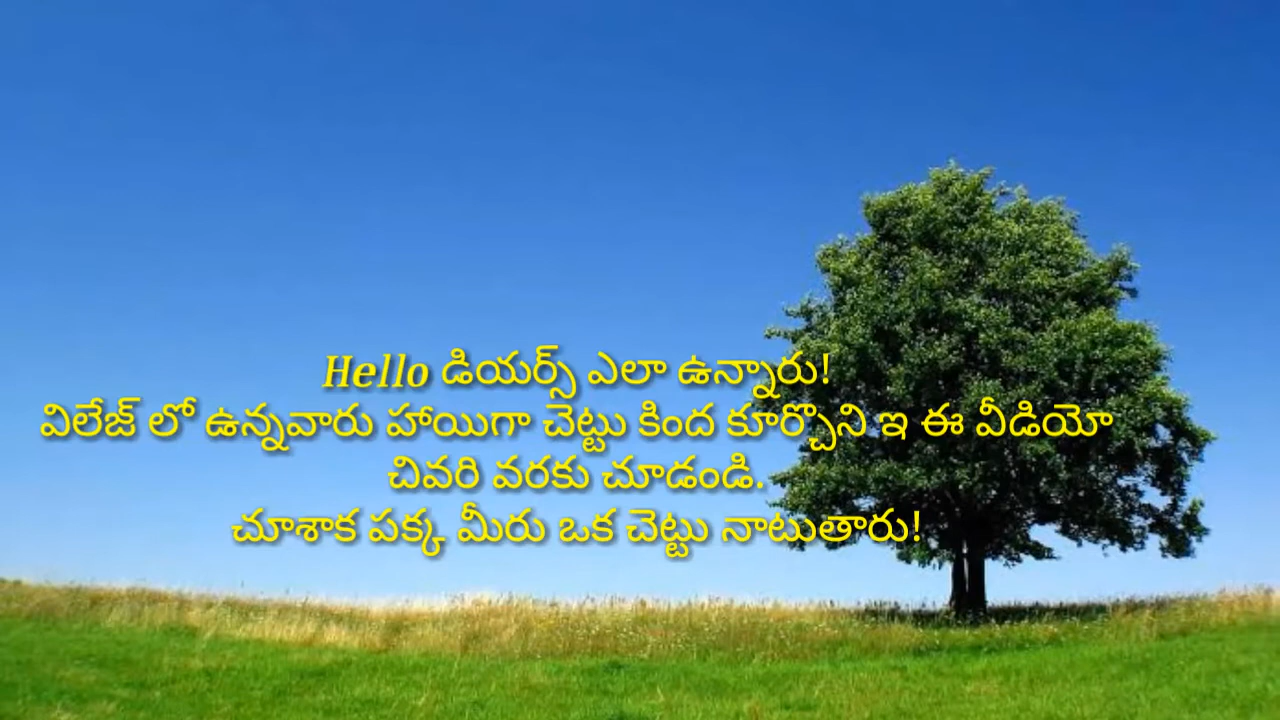 Hello డియర్స్ ఎలా ఉన్నారు!
విలేజ్ లో ఉన్నవారు హాయిగా చెట్టు కింద కూర్చొని ఇ ఈ వీడియో
చివరి వరకు చూడండి.
చూశాక పక్క మీరు ఒక చెట్టు నాటుతారు!